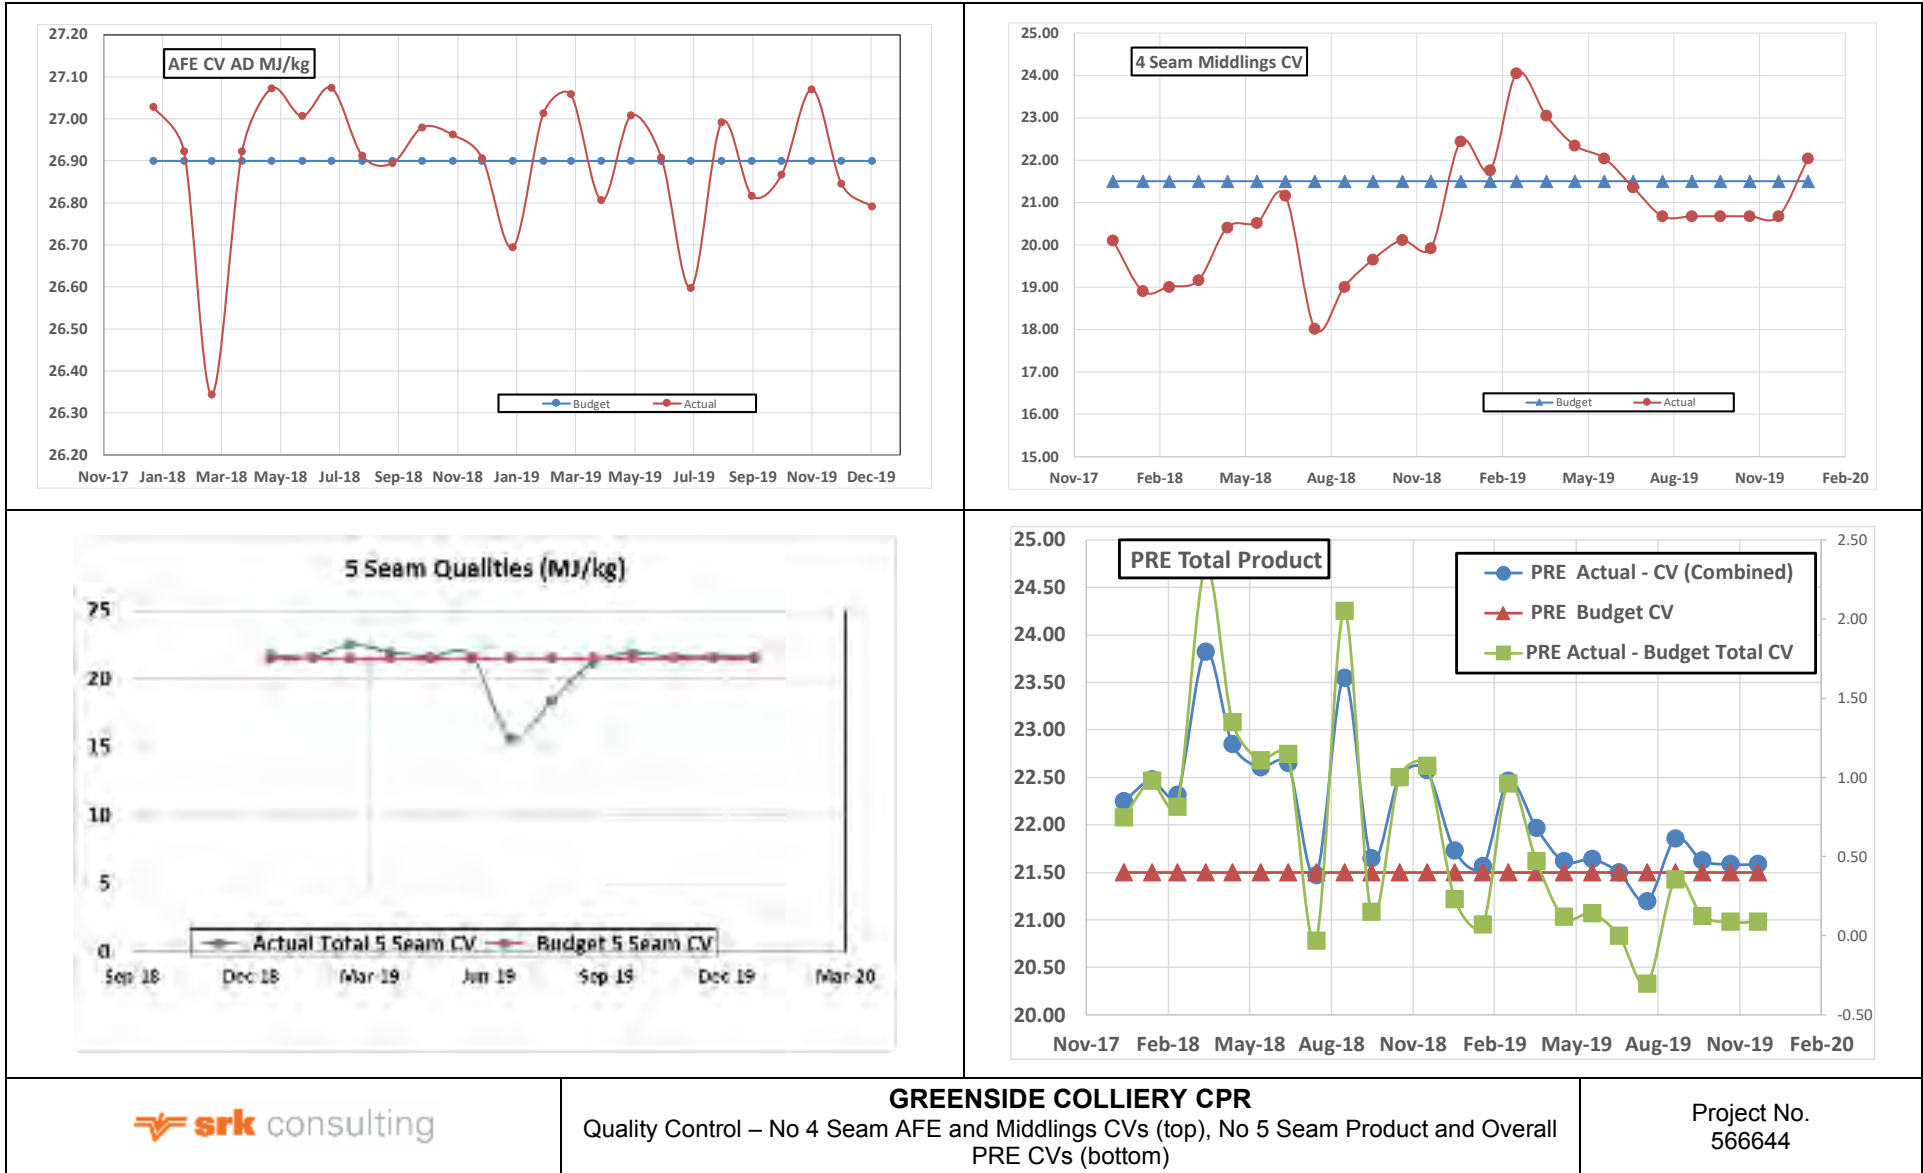 AFE CV AD MJ/kg
27.20
27.10
27.00
26.90
26.80
26.70
26.60
26.50
26.40
26.30
26.20
Budget Actual
Nov-17 Jan-18 Mar-18 May-18 Jul-18 Sep-18 Nov-18 Jan-19 Mar-19 May-19 Jul-19 Sep-19 Nov-19 Dec-19
4 Seam Middlings CV
25.00
24.00
23.00
22.00
21.00
20.00
19.00
18.00
17.00
16.00
15.00
Budget Actual
Nov-17 Feb-18 May-18 Aug-18 Nov-18 Feb-19 May-19 Aug-19 Nov-19 Feb-20
5 Seam Qualities (MJ/kg)
25
20
15
10
5
0
Actual Total 5 Seam CV Budget 5 Seam CV
Sep-18 Dec-18 Mar-19 Jun-19 Sep-19 Dec-19 Mar-20
PRE Total Product
25.00
24.50
24.00
23.50
23.00
22.50
22.00
21.50
21.00
20.50
20.00
PRE Actual - CV (Combined)
PRE Budget CV
PRE Actual - Budget Total CV
2.50
2.00
1.50
1.00
0.50
0.00
-0.50
Nov-17 Feb-18 May-18 Aug-18 Nov-18 Feb-19 May-19 Aug-19 Nov-19 Feb-20
srk consulting
GREENSIDE COLLIERY CPR
Quality Control – No 4 Seam AFE and Middlings CVs (top), No 5 Seam Product and Overall
PRE CVs (bottom)
Project No.
566644